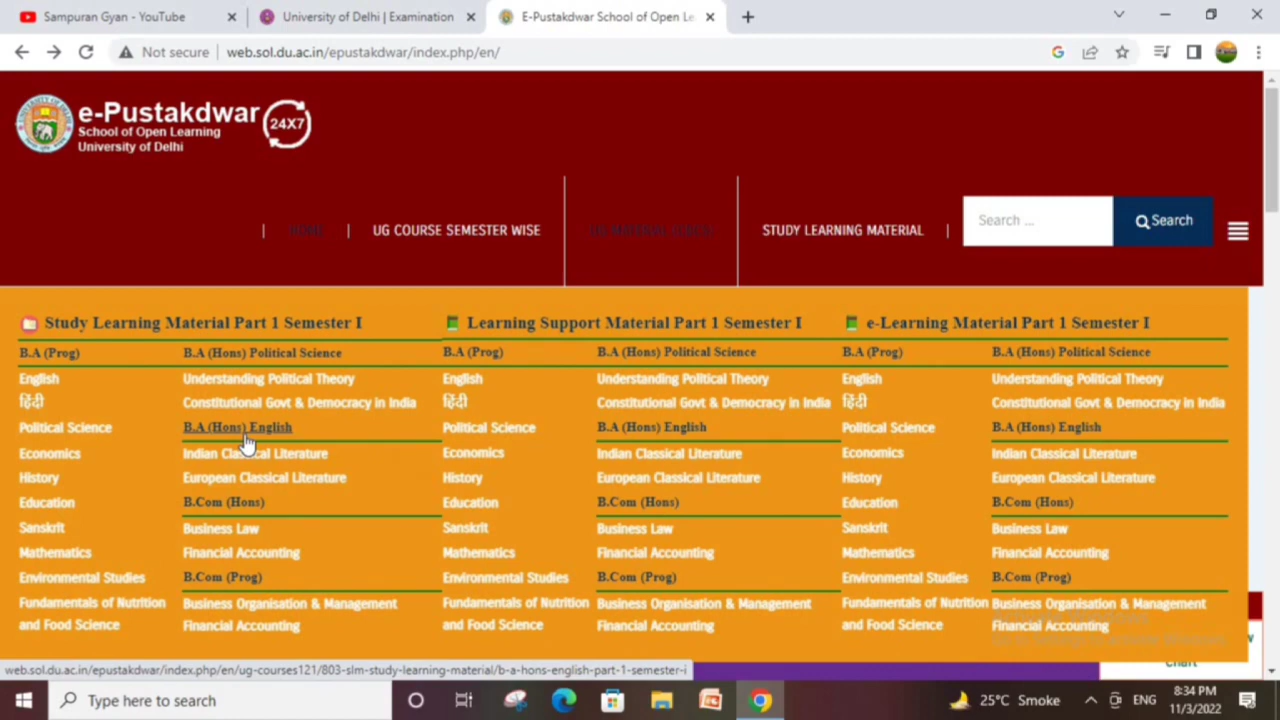 Sampuran Gyan - YouTube
University of Delhi | Examination
E-Pustakdwar School of Open Le
Not secure
web.sol.du.ac.in/epustakdwar/index.php/en/
e-Pustakdwar
School of Open Learning
University of Delhi
24X7
HOME
UG COURSE SEMESTER WISE
STUDY LEARNING MATERIAL
Search ...
Search
Study Learning Material Part 1 Semester I
B.A (Prog)
English
हिंदी
Political Science
Economics
History
Education
Sanskrit
Mathematics
Environmental Studies
Fundamentals of Nutrition
and Food Science
B.A (Hons) Political Science
Understanding Political Theory
Constitutional Govt & Democracy in India
B.A (Hons) English
Indian Classical Literature
European Classical Literature
B.Com (Hons)
Business Law
Financial Accounting
B.Com (Prog)
Business Organisation & Management
Financial Accounting
Learning Support Material Part 1 Semester I
B.A (Prog)
English
हिंदी
Political Science
Economics
History
Education
Sanskrit
Mathematics
Environmental Studies
Fundamentals of Nutrition
and Food Science
B.A (Hons) Political Science
Understanding Political Theory
Constitutional Govt & Democracy in India
B.A (Hons) English
Indian Classical Literature
European Classical Literature
B.Com (Hons)
Business Law
Financial Accounting
B.Com (Prog)
Business Organisation & Management
Financial Accounting
e-Learning Material Part 1 Semester I
B.A (Prog)
English
हिंदी
Political Science
Economics
History
Education
Sanskrit
Mathematics
Environmental Studies
Fundamentals of Nutrition
and Food Science
B.A (Hons) Political Science
Understanding Political Theory
Constitutional Govt & Democracy in India
B.A (Hons) English
Indian Classical Literature
European Classical Literature
B.Com (Hons)
Business Law
Financial Accounting
B.Com (Prog)
Business Organisation & Management
Financial Accounting
Chart
web.sol.du.ac.in/epustakdwar/index.php/en/ug-courses121/803-slm-study-learning-material/b-a-hons-english-part-1-semester-i
Type here to search
25°C Smoke
ENG
8:34 PM
11/3/2022